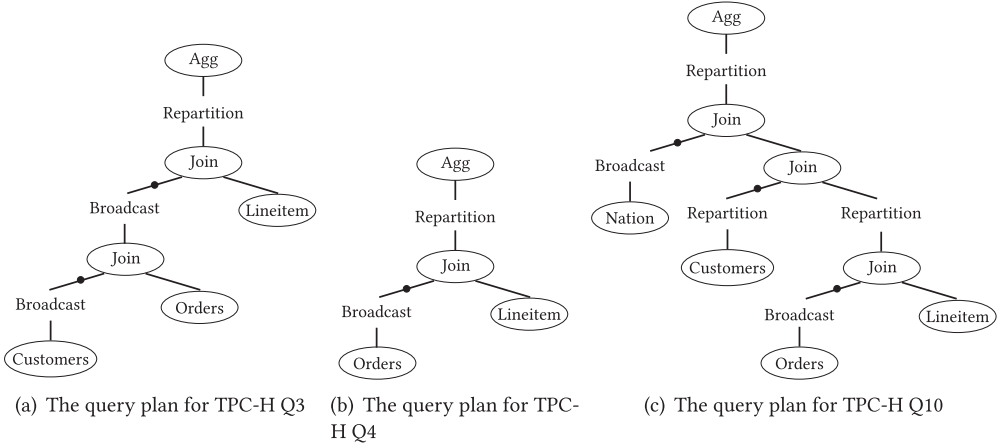 Agg
Repartition
Join
Broadcast
Lineitem
Join
Broadcast
Orders
Customers
(a) The query plan for TPC-H Q3
Agg
Repartition
Join
Broadcast
Lineitem
Orders
(b) The query plan for TPC-
H Q4
Agg
Repartition
Join
Broadcast
Join
Nation
Repartition
Repartition
Customers
Join
Broadcast
Lineitem
Orders
(c) The query plan for TPC-H Q10